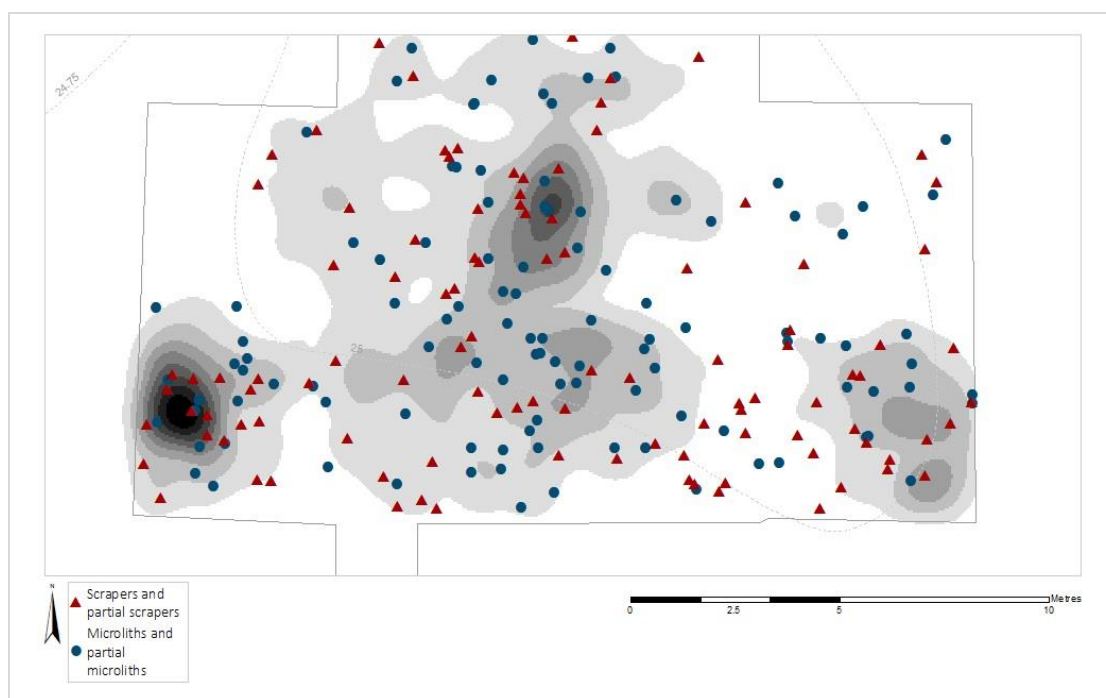 24.75
25
N
Scrapers and
partial scrapers
Microliths and
partial
microliths
Metres
0 2.5 5 10